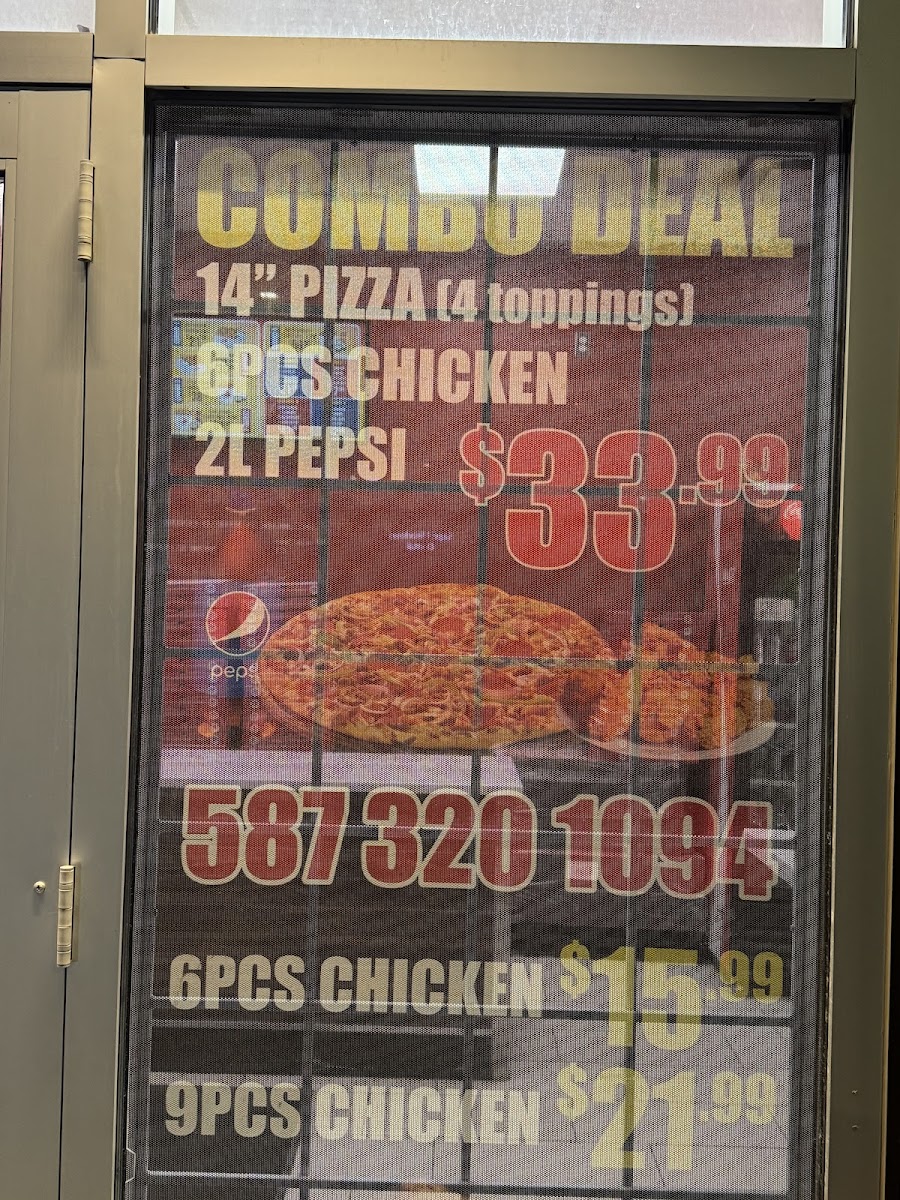 COMBO DEAL
14” PIZZA (4 toppings)
6PCS CHICKEN
2L PEPSI
$33.99
pepsi
587 320 1094
6PCS CHICKEN $15.99
9PCS CHICKEN $21.99